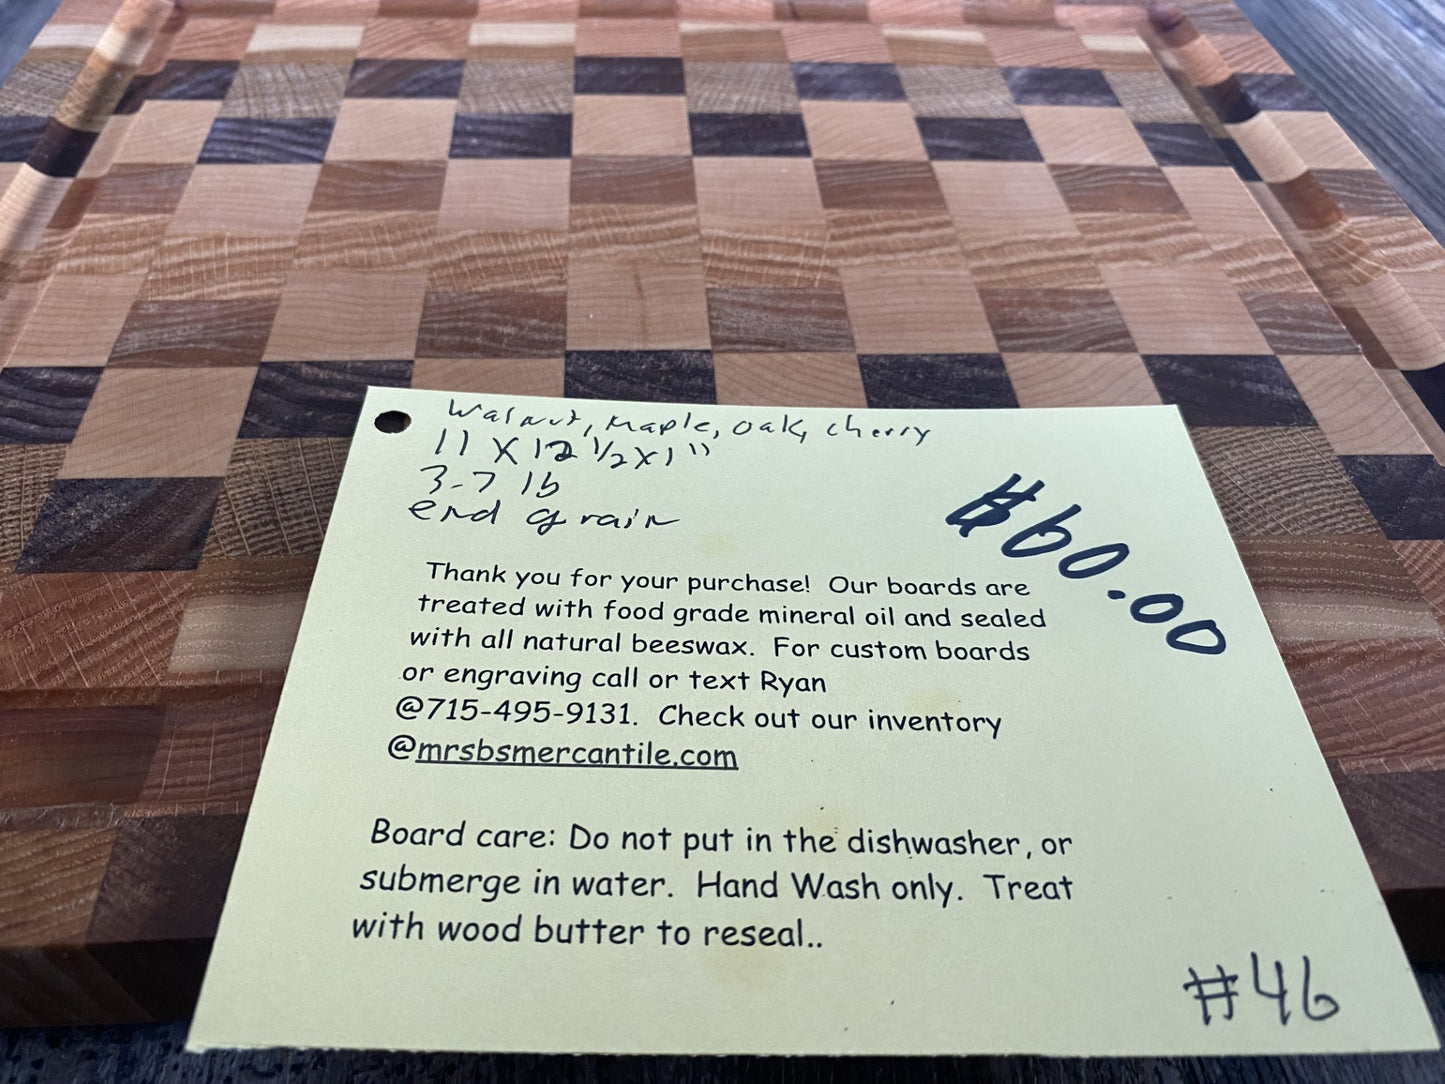 Walnut, Maple, Oak, cherry
11 X 12 1/2 X 1"
3-7 lb
end grain
$60.00
Thank you for your purchase! Our boards are
treated with food grade mineral oil and sealed
with all natural beeswax. For custom boards
or engraving call or text Ryan
@715-495-9131. Check out our inventory
@mrsbsmercantile.com
Board care: Do not put in the dishwasher, or
submerge in water. Hand Wash only. Treat
with wood butter to reseal..
#46